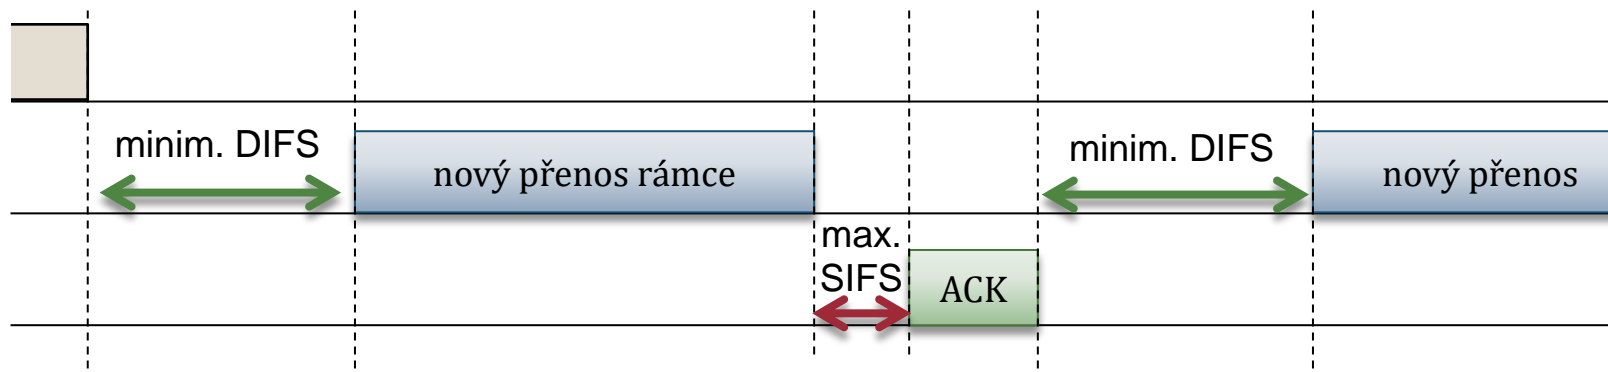 minim. DIFS
nový přenos rámce
max.
SIFS
ACK
minim. DIFS
nový přenos